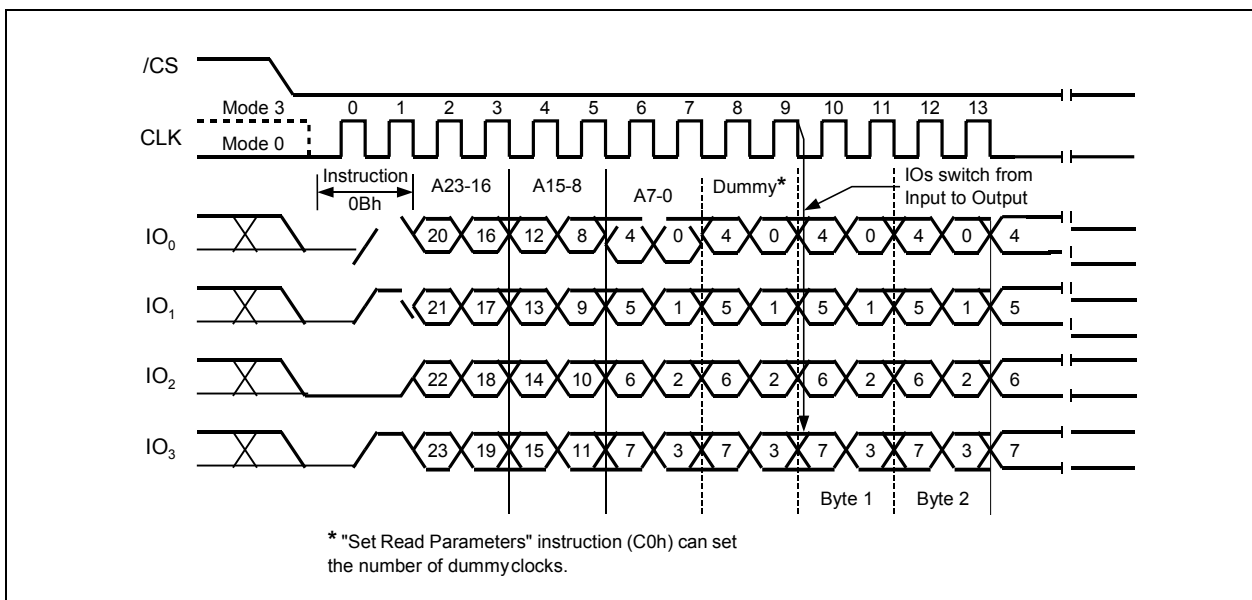 /CS
Mode 3 0 1 2 3 4 5 6 7 8 9 10 11 12 13
CLK Mode 0
Instruction A23-16 A15-8 A7-0 Dummy* IOs switch from
0Bh Input to Output
IO0 20 16 12 8 4 0 4 0 4 0 4 0 4
IO1 21 17 13 9 5 1 5 1 5 1 5 1 5
IO2 22 18 14 10 6 2 6 2 6 2 6 2 6
IO3 23 19 15 11 7 3 7 3 7 3 7 3 7
Byte 1 Byte 2
* "Set Read Parameters" instruction (C0h) can set
the number of dummyclocks.